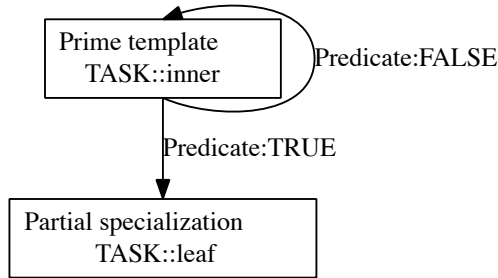 Prime template
TASK::inner
Predicate:FALSE
Predicate:TRUE
Partial specialization
TASK::leaf